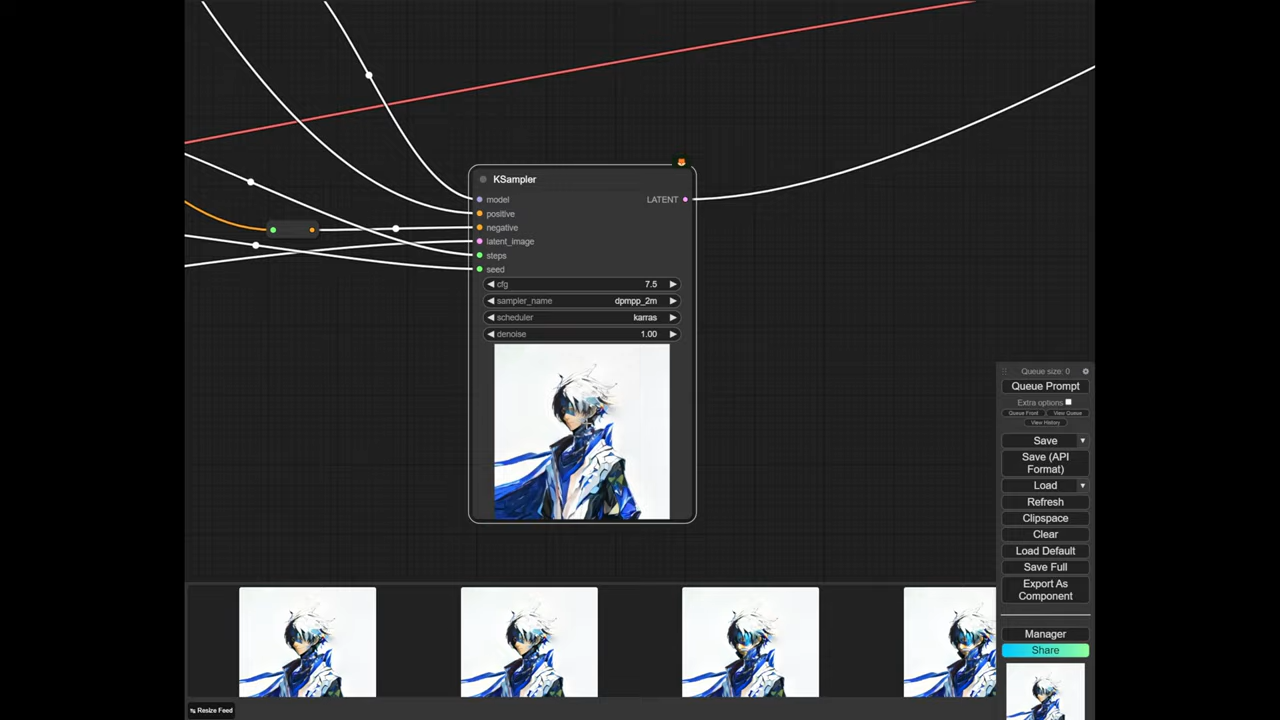 KSampler
model LATENT
positive
negative
latent_image
steps
seed
cfg 7.5
sampler_name dpmpp_2m
scheduler karras
denoise 1.00
Queue size: 0
Queue Prompt
Extra options
Queue Front View Queue
View History
Save
Save (API
Format)
Load
Refresh
Clipspace
Clear
Load Default
Save Full
Export As
Component
Manager
Share
Resize Feed